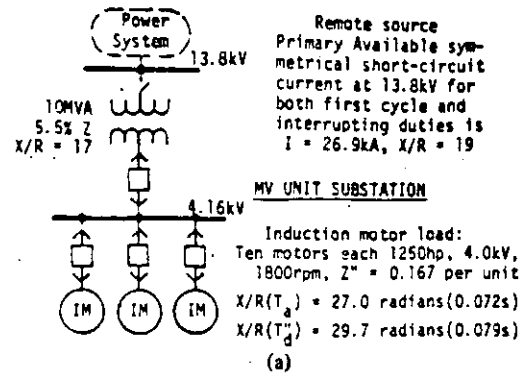 Power
System
13.8kV
10MVA
5.5% Z
X/R = 17
4.16kV
IM
IM
IM
Remote source
Primary Available sym-
metrical short-circuit
current at 13.8kV for
both first cycle and
interrupting duties is
I = 26.9kA, X/R = 19
MV UNIT SUBSTATION
Induction motor load:
Ten motors each 1250hp, 4.0kV,
1800rpm, Z" = 0.167 per unit
X/R(Ta) = 27.0 radians(0.072s)
X/R(T"d) = 29.7 radians(0.079s)
(a)